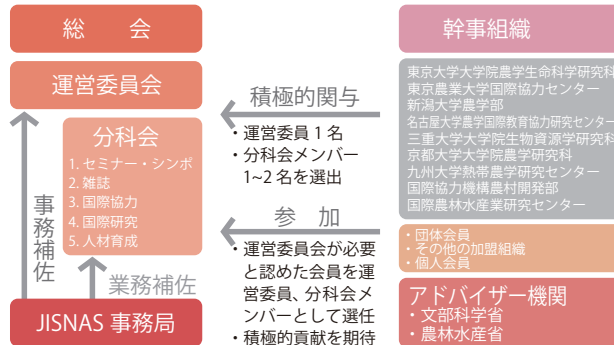 総　会
運営委員会
分科会
1. セミナー・シンポ
2. 雑誌
3. 国際協力
4. 国際研究
5. 人材育成
事務補佐
業務補佐
JISNAS 事務局
積極的関与
・運営委員 1 名
・分科会メンバー
1~2 名を選出
参　加
・運営委員会が必要
と認めた会員を運
営委員、分科会メ
ンバーとして選任
・積極的貢献を期待
幹事組織
東京大学大学院農学生命科学研究科
東京農業大学国際協力センター
新潟大学農学部
名古屋大学農学国際教育協力研究センター
三重大学大学院生物資源学研究科
京都大学大学院農学研究科
九州大学熱帯農学研究センター
国際協力機構農村開発部
国際農林水産業研究センター
・団体会員
・その他の加盟組織
・個人会員
アドバイザー機関
・文部科学省
・農林水産省